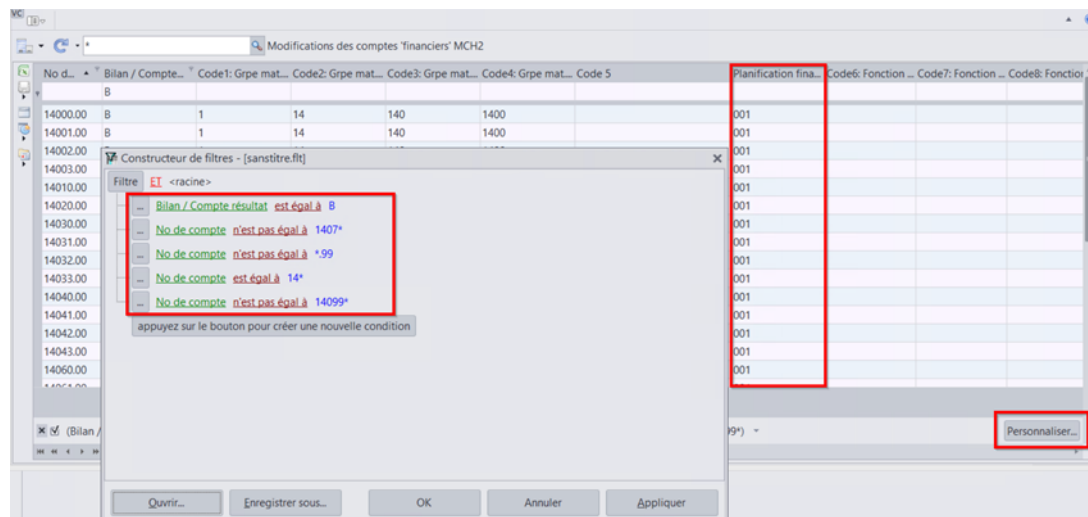 VC
*
Modifications des comptes 'financiers' MCH2
No d... Bilan / Compte... Code1: Grpe mat... Code2: Grpe mat... Code3: Grpe mat... Code4: Grpe mat... Code 5 Planification fina... Code6: Fonction ... Code7: Fonction ... Code8: Fonction
B
14000.00 B 1 14 140 1400 001
14001.00 B 1 14 140 1400 001
14002.00 001
Constructeur de filtres - [sanstitre.flt]
14003.00 001
Filtre ET <racine>
14010.00 001
14020.00 ... Bilan / Compte résultat est égal à B 001
14030.00 ... No de compte n'est pas égal à 1407* 001
14031.00 001
14032.00 ... No de compte n'est pas égal à *.99 001
14033.00 ... No de compte est égal à 14* 001
14040.00 ... No de compte n'est pas égal à 14099* 001
14041.00 001
appuyez sur le bouton pour créer une nouvelle condition
14042.00 001
14043.00 001
14060.00 001
(Bilan / 99*) Personnaliser...
Ouvrir... Enregistrer sous... OK Annuler Appliquer